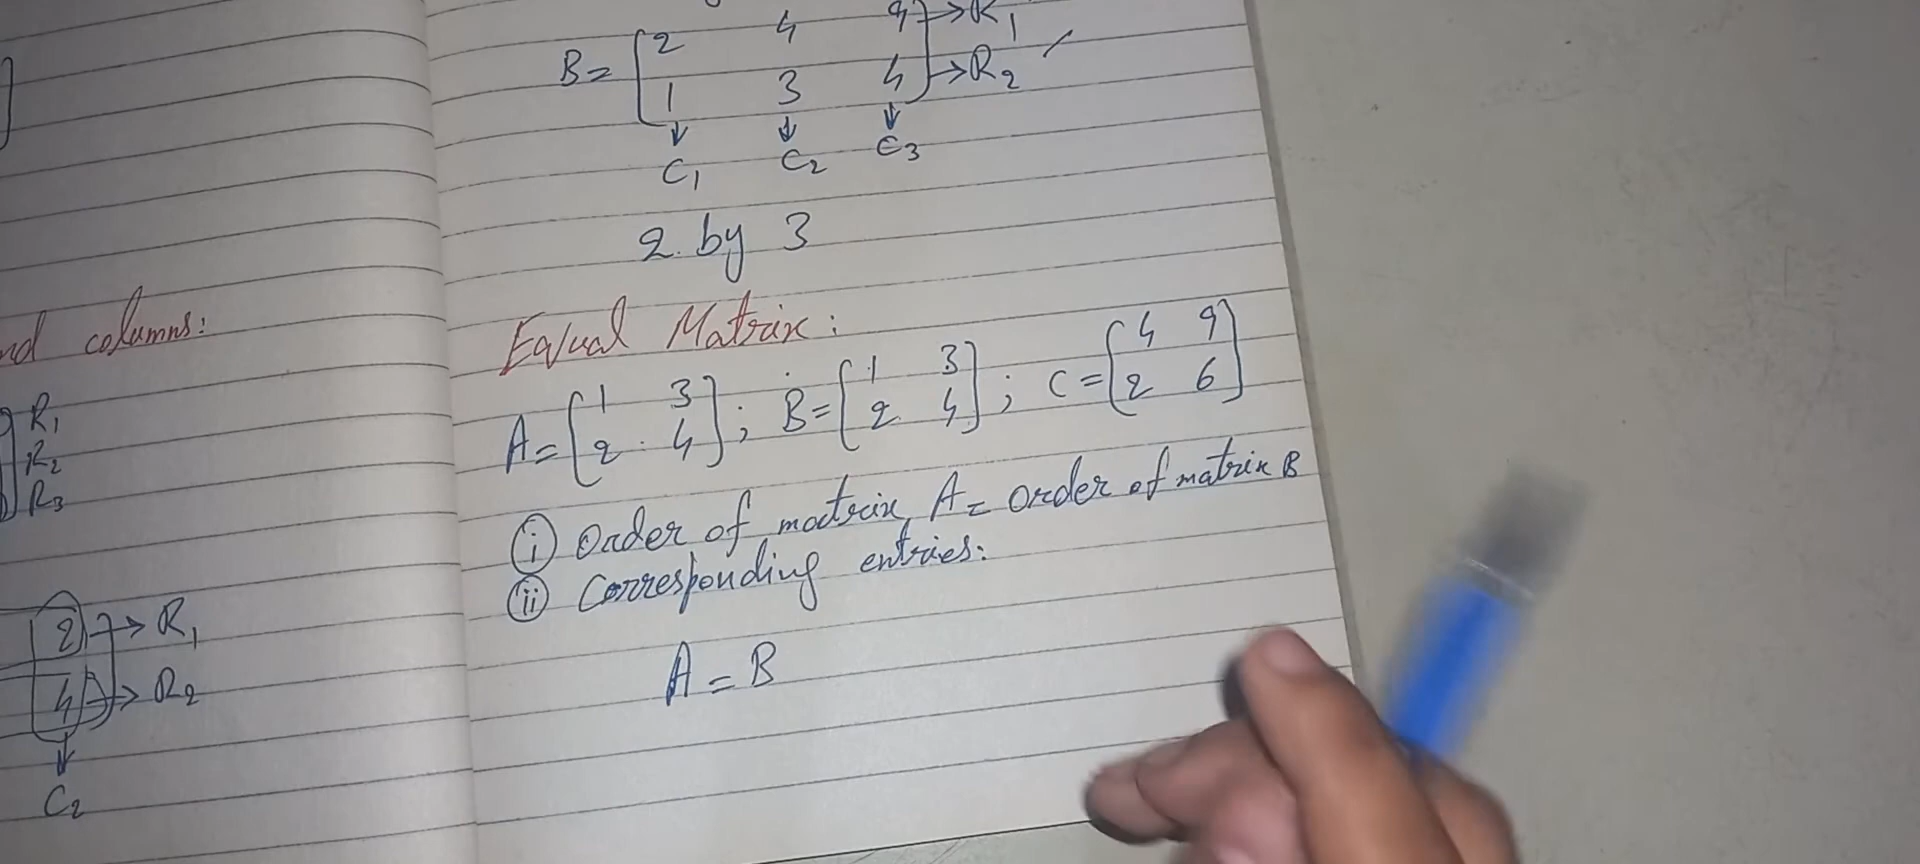 nd columns:
R₁
R₂
R₃
2 → R₁
4 → R₂
C₂
B = [2 4 9] → R₁
[1 3 4] → R₂
C₁ C₂ C₃
2 by 3
Equal Matrix:
A = [1 3; B = [1 3; C = [4 9
2 4] 2 4] 2 6]
(i) Order of matrix A = Order of matrix B
(ii) Corresponding entries:
A = B